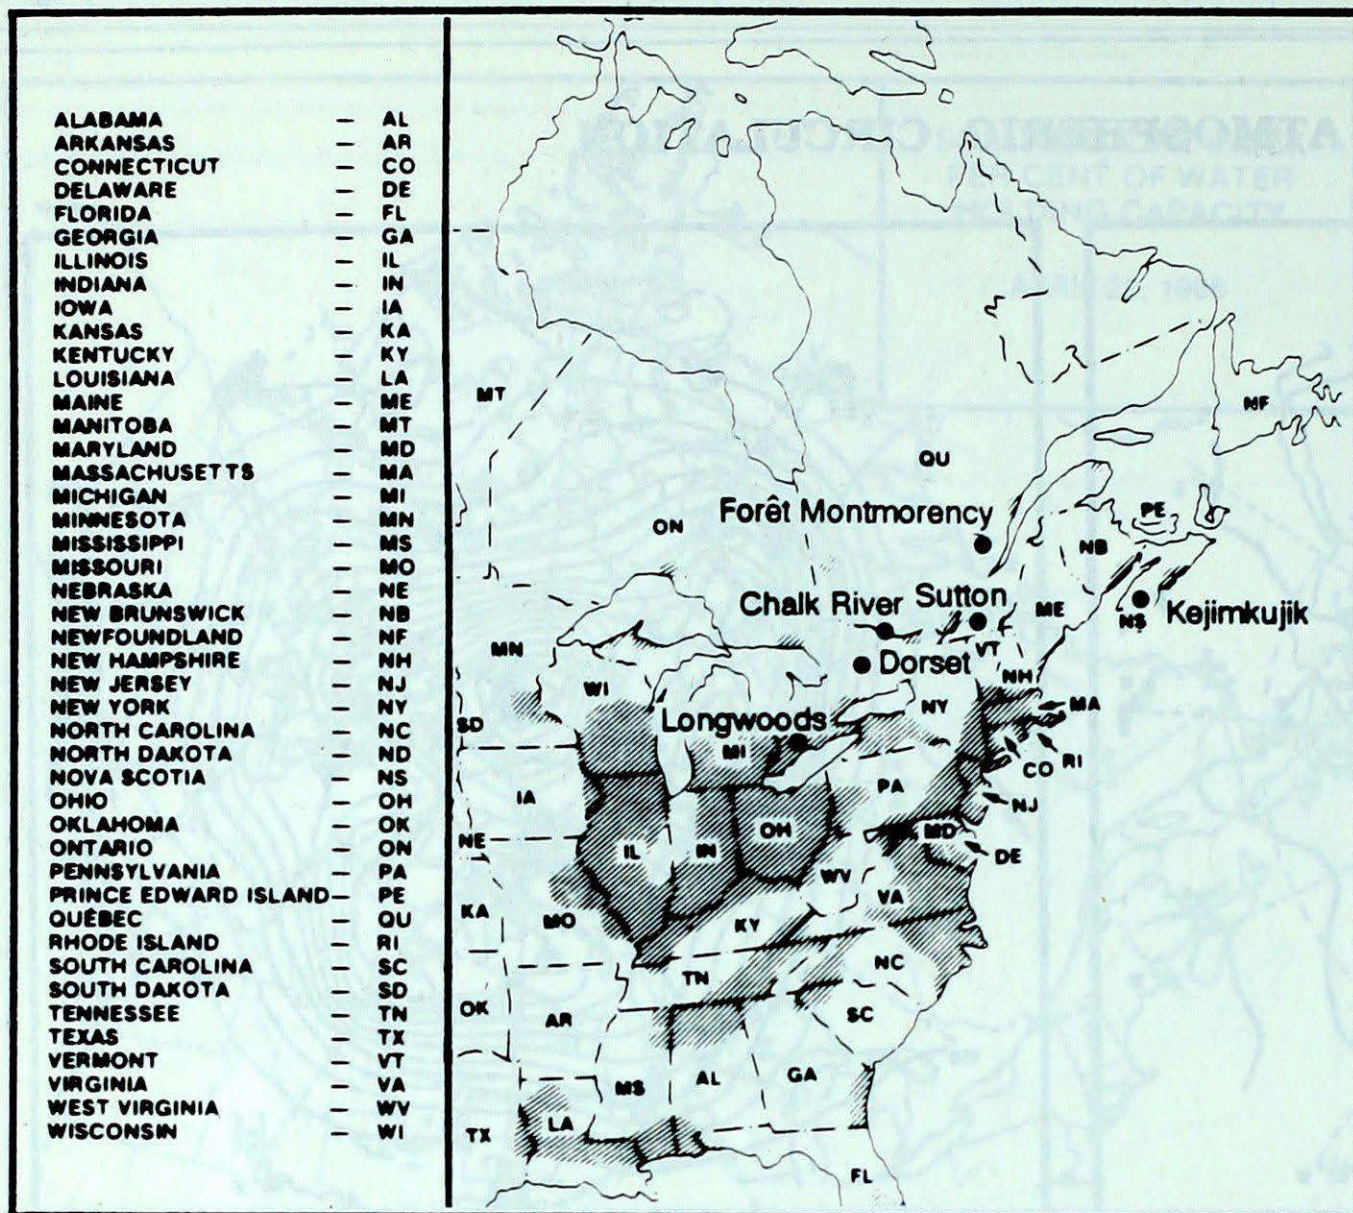 ALABAMA – AL
ARKANSAS – AR
CONNECTICUT – CO
DELAWARE – DE
FLORIDA – FL
GEORGIA – GA
ILLINOIS – IL
INDIANA – IN
IOWA – IA
KANSAS – KA
KENTUCKY – KY
LOUISIANA – LA
MAINE – ME
MANITOBA – MT
MARYLAND – MD
MASSACHUSETTS – MA
MICHIGAN – MI
MINNESOTA – MN
MISSISSIPPI – MS
MISSOURI – MO
NEBRASKA – NE
NEW BRUNSWICK – NB
NEWFOUNDLAND – NF
NEW HAMPSHIRE – NH
NEW JERSEY – NJ
NEW YORK – NY
NORTH CAROLINA – NC
NORTH DAKOTA – ND
NOVA SCOTIA – NS
OHIO – OH
OKLAHOMA – OK
ONTARIO – ON
PENNSYLVANIA – PA
PRINCE EDWARD ISLAND – PE
QUÉBEC – QU
RHODE ISLAND – RI
SOUTH CAROLINA – SC
SOUTH DAKOTA – SD
TENNESSEE – TN
TEXAS – TX
VERMONT – VT
VIRGINIA – VA
WEST VIRGINIA – WV
WISCONSIN – WI
ATMOSPHERIC CIRCULATION
PER CENT OF WATER
HOLDING CAPACITY
MT
NF
QU
ON
Forêt Montmorency
PE
NB
Chalk River
Sutton
ME
NS
Kejimkujik
MN
VT
Dorset
NH
WI
NY
MA
SD
Longwoods
MI
CO
RI
IA
PA
NJ
NE
IL
IN
OH
MD
DE
WV
VA
KA
MO
KY
NC
TN
OK
AR
SC
MS
AL
GA
LA
TX
FL